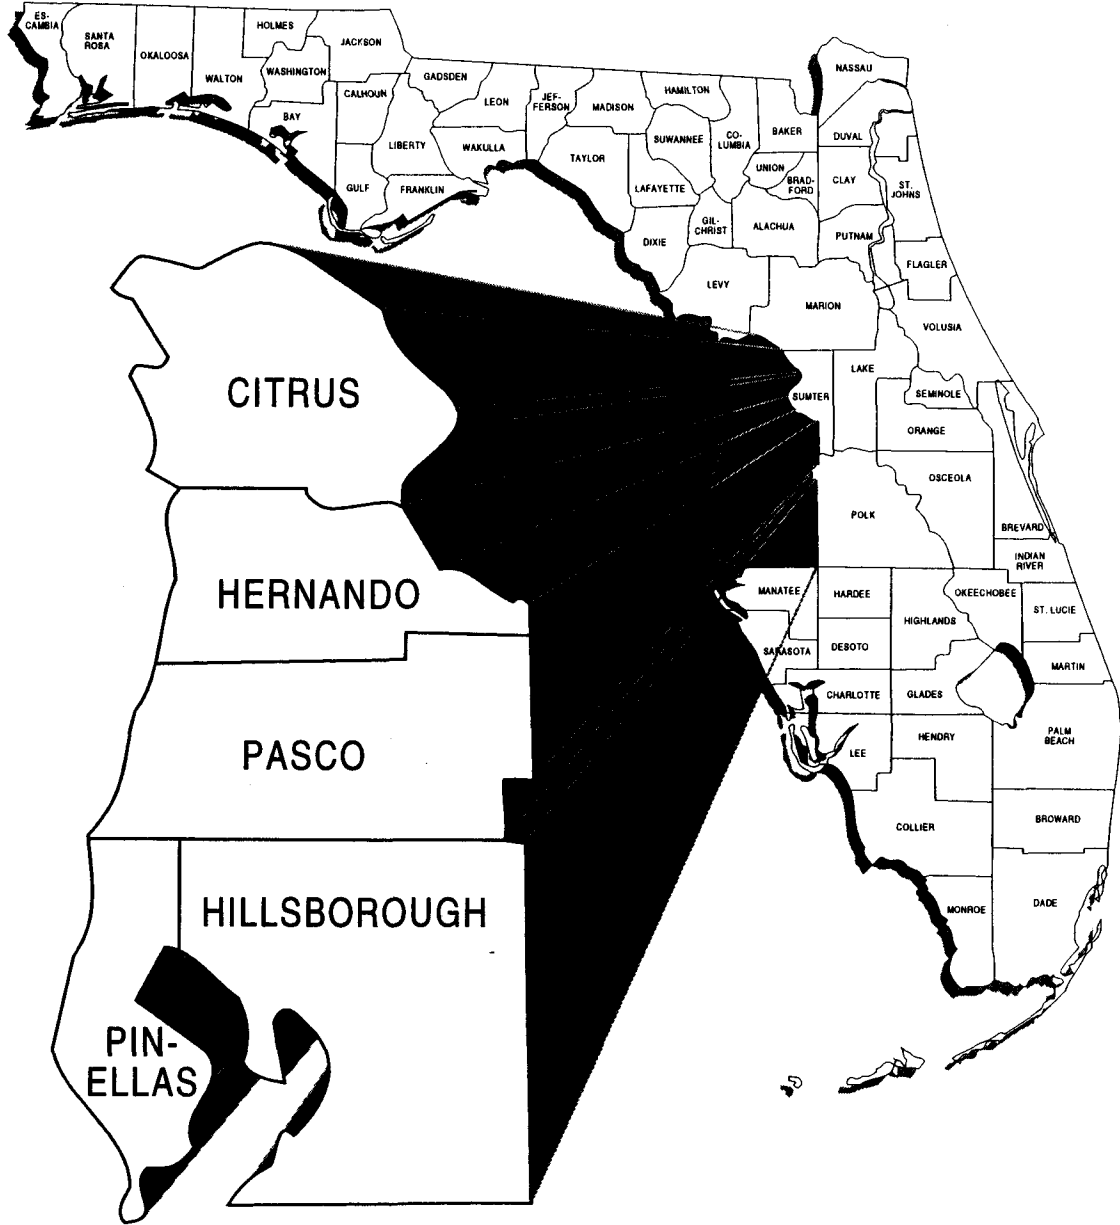 ES-
CAMBIA
SANTA
ROSA
OKALOOSA
WALTON
HOLMES
WASHINGTON
JACKSON
BAY
CALHOUN
GULF
GADSDEN
LIBERTY
FRANKLIN
LEON
WAKULLA
JEF-
FERSON
MADISON
TAYLOR
HAMILTON
SUWANNEE
LAFAYETTE
DIXIE
CO-
LUMBIA
GIL-
CHRIST
LEVY
BAKER
UNION
BRAD-
FORD
ALACHUA
MARION
NASSAU
DUVAL
CLAY
PUTNAM
ST.
JOHNS
FLAGLER
VOLUSIA
LAKE
SUMTER
SEMINOLE
ORANGE
OSCEOLA
POLK
BREVARD
INDIAN
RIVER
MANATEE
HARDEE
HIGHLANDS
OKEECHOBEE
ST. LUCIE
SARASOTA
DESOTO
MARTIN
CHARLOTTE
GLADES
LEE
HENDRY
PALM
BEACH
COLLIER
BROWARD
MONROE
DADE
CITRUS
HERNANDO
PASCO
HILLSBOROUGH
PIN-
ELLAS